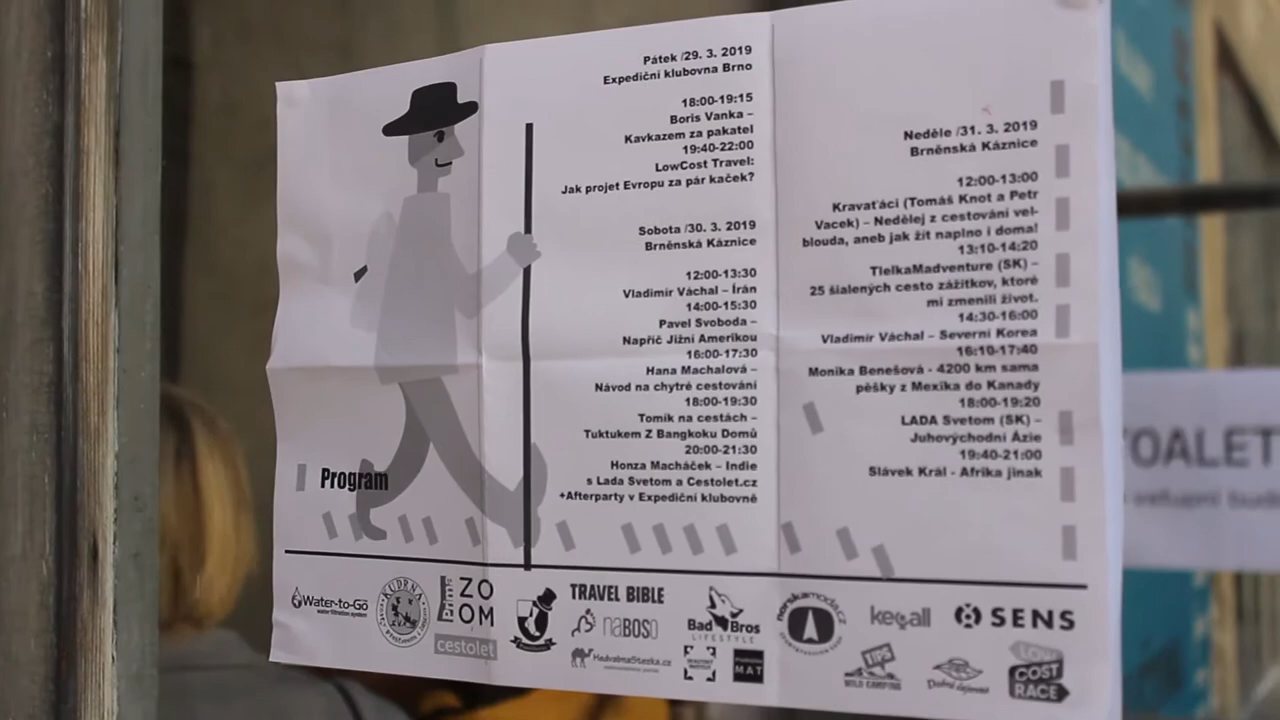 Pátek /29. 3. 2019
Expediční klubovna Brno
18:00-19:15
Boris Vanka –
Kavkazem za pakatel
19:40-22:00
LowCost Travel:
Jak projet Evropu za pár kaček?
Sobota /30. 3. 2019
Brněnská Káznice
12:00-13:30
Vladimír Váchal – Írán
14:00-15:30
Pavel Svoboda –
Napříč Jižní Amerikou
16:00-17:30
Hana Machalová –
Návod na chytré cestování
18:00-19:30
Tomík na cestách –
Tuktukem Z Bangkoku Domů
20:00-21:30
Honza Macháček – Indie
s Lada Svetom a Cestolet.cz
+Afterparty v Expediční klubovně
Neděle /31. 3. 2019
Brněnská Káznice
12:00-13:00
Kravaťáci (Tomáš Knot a Petr
Vacek) – Nedělej z cestování vel-
blouda, aneb jak žít naplno i doma!
13:10-14:20
TlelkaMadventure (SK) –
25 šialených cesto zážitkov, ktoré
mi zmenili život.
14:30-16:00
Vladimír Váchal – Severní Korea
16:10-17:40
Monika Benešová - 4200 km sama
pěšky z Mexika do Kanady
18:00-19:20
LADA Svetom (SK) –
Juhovýchodní Ázie
19:40-21:00
Slávek Král - Afrika jinak
Program
Water-to-Go
water filtration system
KUDRNA
Print
ZOOM
cestolet
TRAVEL BIBLE
naBOSo
HedvabnaStezka.cz
Bad Bros
LIFESTYLE
MAT
horskamoda.cz
keeall
SENS
TIPS
WILD CAMPING
LOW
COST
RACE
TOALET